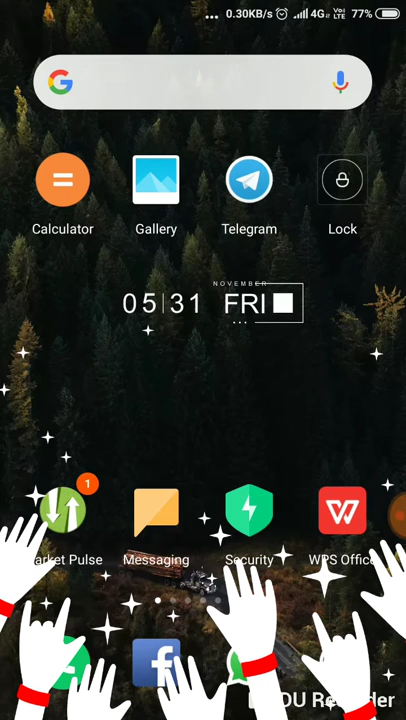 0.30KB/s 4G Vo) LTE 77%
Calculator Gallery Telegram Lock
NOVEMBER
05|31 FRI
1
arket Pulse Messaging Security WPS Office
DU Recorder